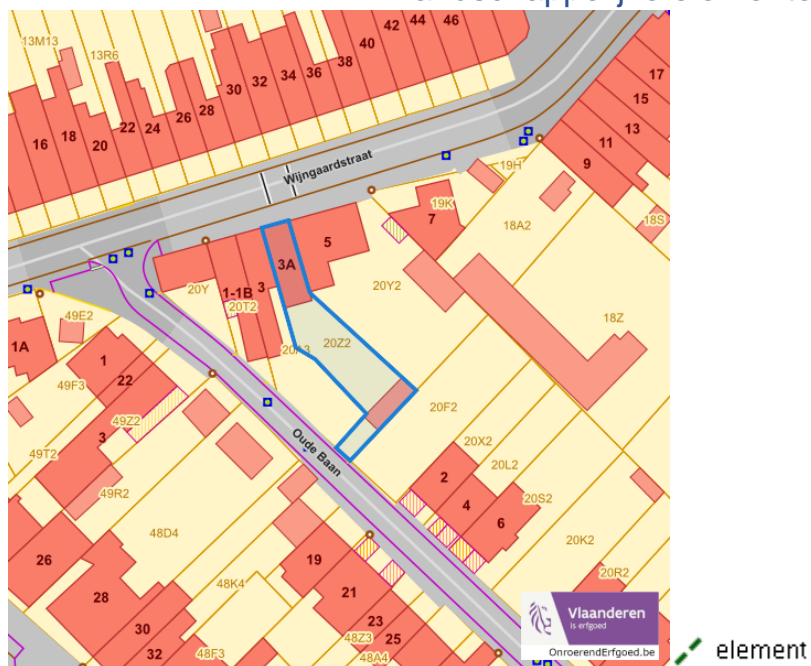 42 44 46
40
38
36
34
32
30
28
26
24
22
20
18
16
13M13
13R6
17
15
13
11
9
Wijngaardstraat
19H
19K
7
18A2
18S
5
3A
3
1-1B
20Y
20T2
20Y2
18Z
49E2
1A
20A3
20Z2
1
22
49F3
49Z2
3
49T2
49R2
20F2
Oude Baan
20X2
20L2
20S2
2
4
6
48D4
20K2
20R2
26
28
30
32
48K4
48F3
19
21
23
25
48Z3
48A4
Vlaanderen
is erfgoed
OnroerendErfgoed.be
element